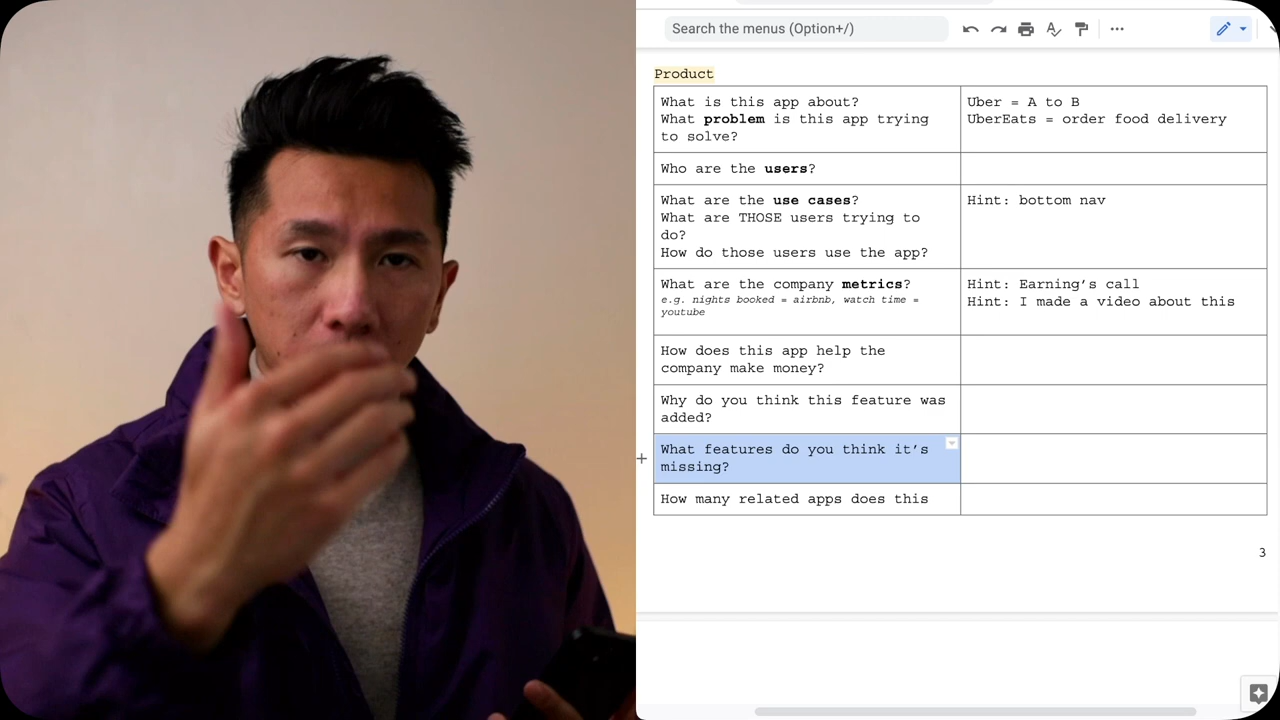 Search the menus (Option+/)
Product
What is this app about?
What problem is this app trying
to solve?
Uber = A to B
UberEats = order food delivery
Who are the users?
What are the use cases?
What are THOSE users trying to
do?
How do those users use the app?
Hint: bottom nav
What are the company metrics?
e.g. nights booked = airbnb, watch time =
youtube
Hint: Earning’s call
Hint: I made a video about this
How does this app help the
company make money?
Why do you think this feature was
added?
What features do you think it’s
missing?
How many related apps does this
3